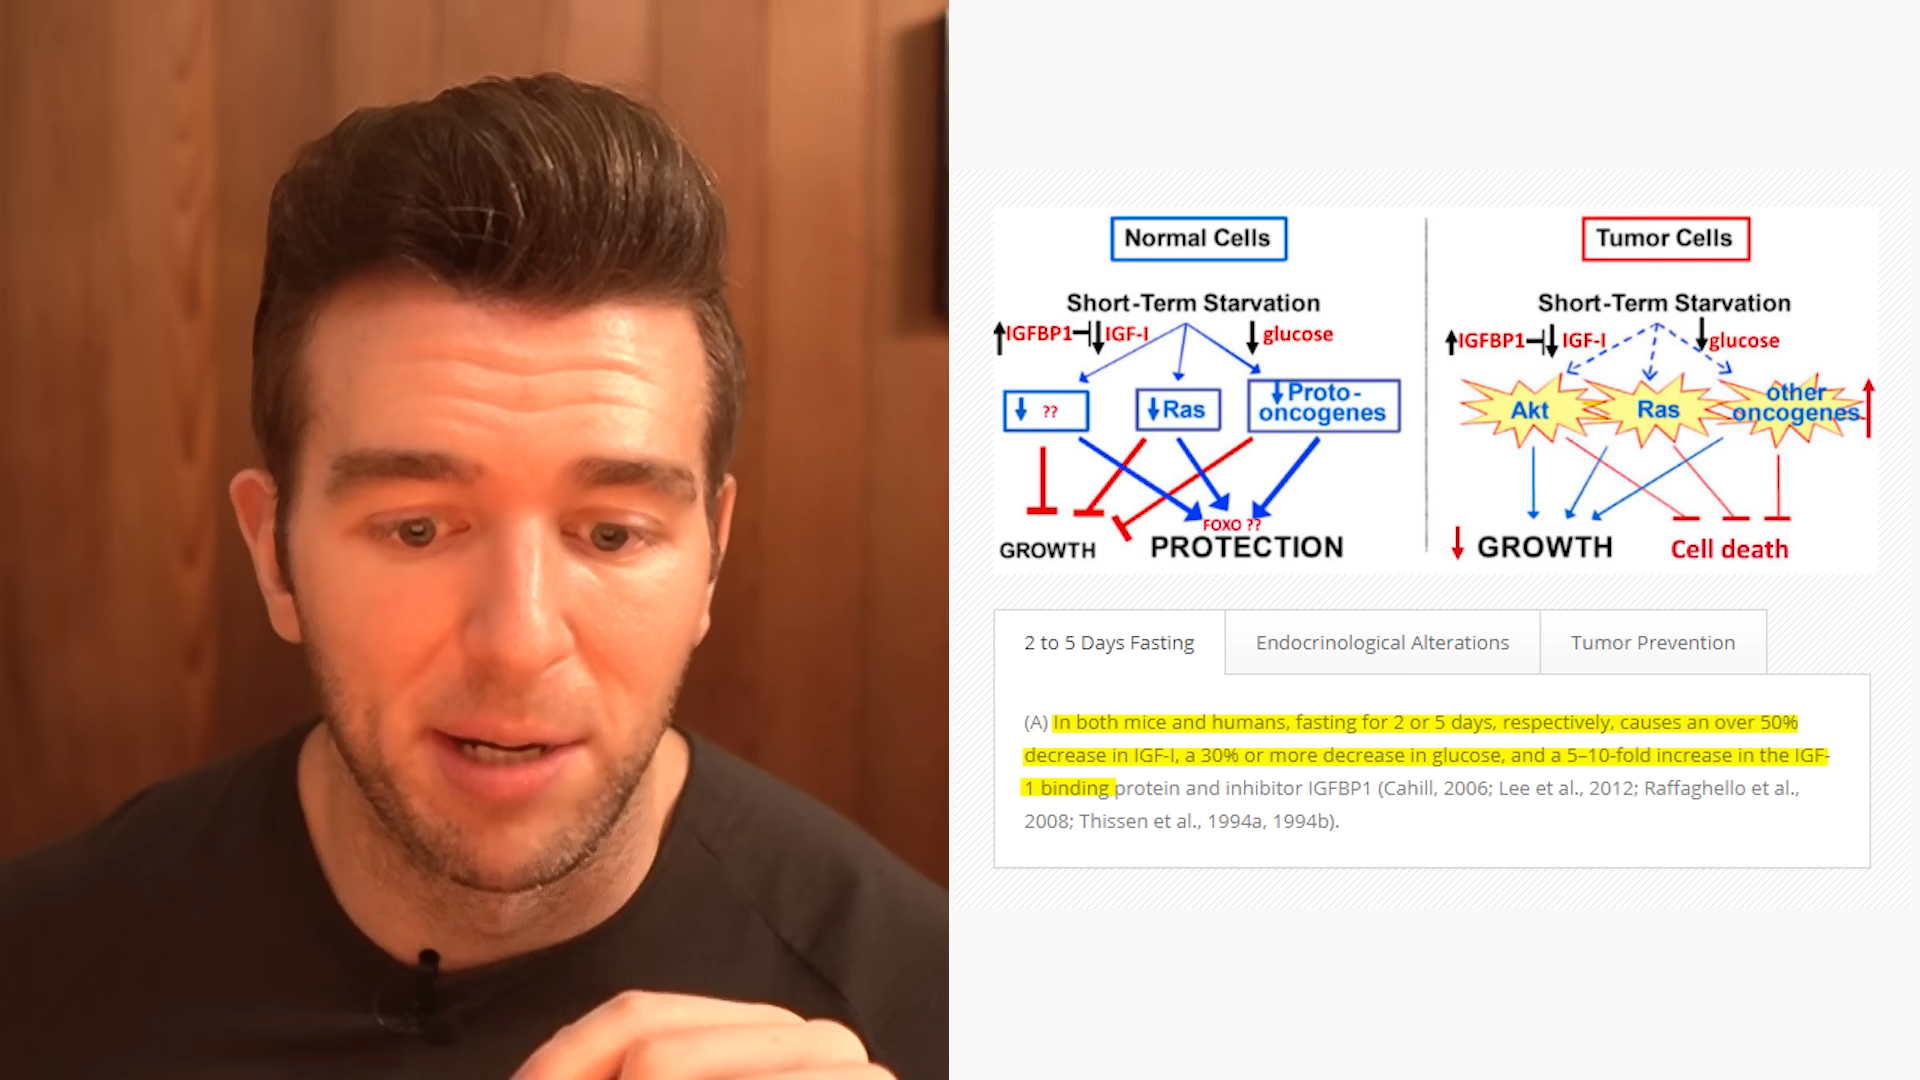 Normal Cells
Short-Term Starvation
IGFBP1 IGF-I glucose
?? Ras Proto-
oncogenes
FOXO ??
GROWTH PROTECTION
Tumor Cells
Short-Term Starvation
IGFBP1 IGF-I glucose
Akt Ras other
oncogenes
GROWTH Cell death
2 to 5 Days Fasting Endocrinological Alterations Tumor Prevention
(A) In both mice and humans, fasting for 2 or 5 days, respectively, causes an over 50%
decrease in IGF-I, a 30% or more decrease in glucose, and a 5–10-fold increase in the IGF-
1 binding protein and inhibitor IGFBP1 (Cahill, 2006; Lee et al., 2012; Raffaghello et al.,
2008; Thissen et al., 1994a, 1994b).